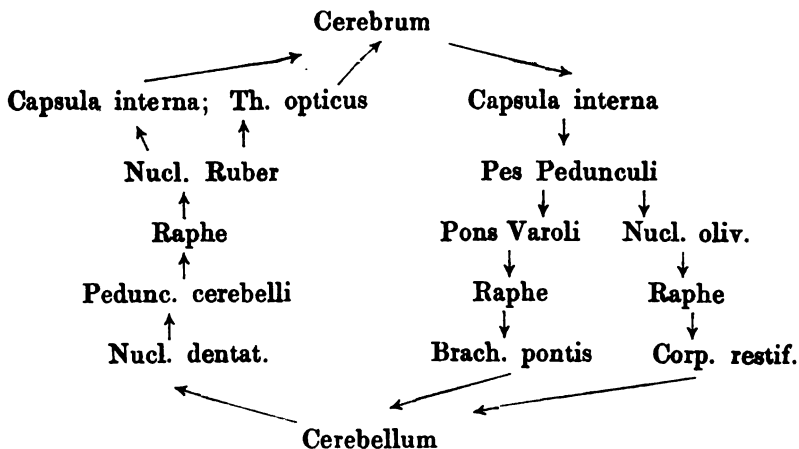 Cerebrum
Capsula interna; Th. opticus
Capsula interna
Nucl. Ruber
Pes Pedunculi
Raphe
Pons Varoli
Nucl. oliv.
Pedunc. cerebelli
Raphe
Raphe
Nucl. dentat.
Brach. pontis
Corp. restif.
Cerebellum